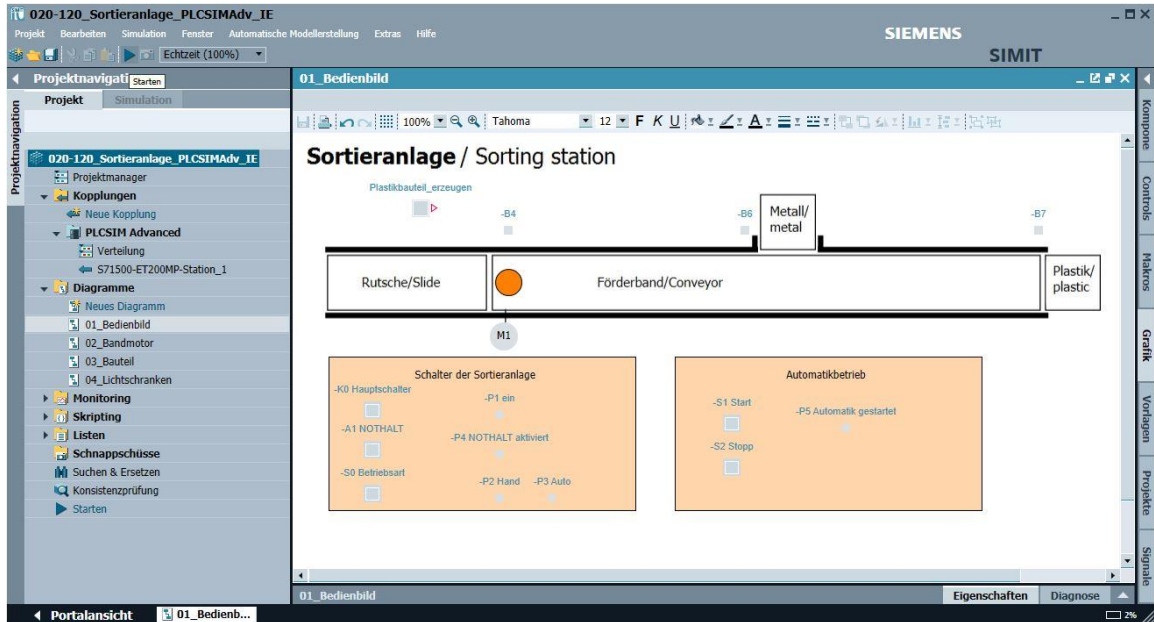 020-120_Sortieranlage_PLCSIMAdv_IE
Projekt Bearbeiten Simulation Fenster Automatische Modellerstellung Extras Hilfe
SIEMENS
SIMIT
Echtzeit (100%)
Projektnavigati
Starten
Projekt Simulation
Projektnavigation
020-120_Sortieranlage_PLCSIMAdv_IE
Projektmanager
Kopplungen
Neue Kopplung
PLCSIM Advanced
Verteilung
S71500-ET200MP-Station_1
Diagramme
Neues Diagramm
01_Bedienbild
02_Bandmotor
03_Bauteil
04_Lichtschranken
Monitoring
Skripting
Listen
Schnappschüsse
Suchen & Ersetzen
Konsistenzprüfung
Starten
01_Bedienbild
100% Tahoma 12 F K U A
Sortieranlage / Sorting station
Plastikbauteil_erzeugen
-B4
-B6
Metall/
metal
-B7
Rutsche/Slide
Förderband/Conveyor
Plastik/
plastic
M1
Schalter der Sortieranlage
-K0 Hauptschalter
-P1 ein
-A1 NOTHALT
-P4 NOTHALT aktiviert
-S0 Betriebsart
-P2 Hand -P3 Auto
Automatikbetrieb
-S1 Start
-P5 Automatik gestartet
-S2 Stopp
01_Bedienbild
Eigenschaften Diagnose
Kompone
Controls
Makros
Grafik
Vorlagen
Projekte
Signale
Portalansicht 01_Bedienb...
2%